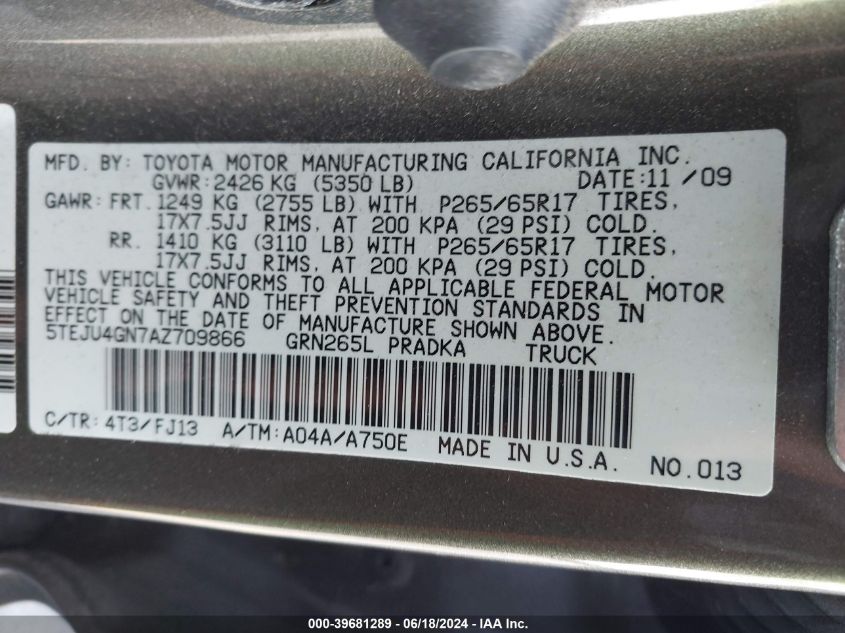 MFD. BY: TOYOTA MOTOR MANUFACTURING CALIFORNIA INC.
GVWR: 2426 KG (5350 LB) DATE: 11 /09
GAWR: FRT. 1249 KG (2755 LB) WITH P265/65R17 TIRES,
17X7.5JJ RIMS, AT 200 KPA (29 PSI) COLD.
RR. 1410 KG (3110 LB) WITH P265/65R17 TIRES,
17X7.5JJ RIMS, AT 200 KPA (29 PSI) COLD.
THIS VEHICLE CONFORMS TO ALL APPLICABLE FEDERAL MOTOR
VEHICLE SAFETY AND THEFT PREVENTION STANDARDS IN
EFFECT ON THE DATE OF MANUFACTURE SHOWN ABOVE.
5TEJU4GN7AZ709866 GRN265L PRADKA TRUCK
C/TR: 4T3/FJ13 A/TM: A04A/A750E MADE IN U.S.A. NO.013
000-39681289 - 06/18/2024 - IAA Inc.